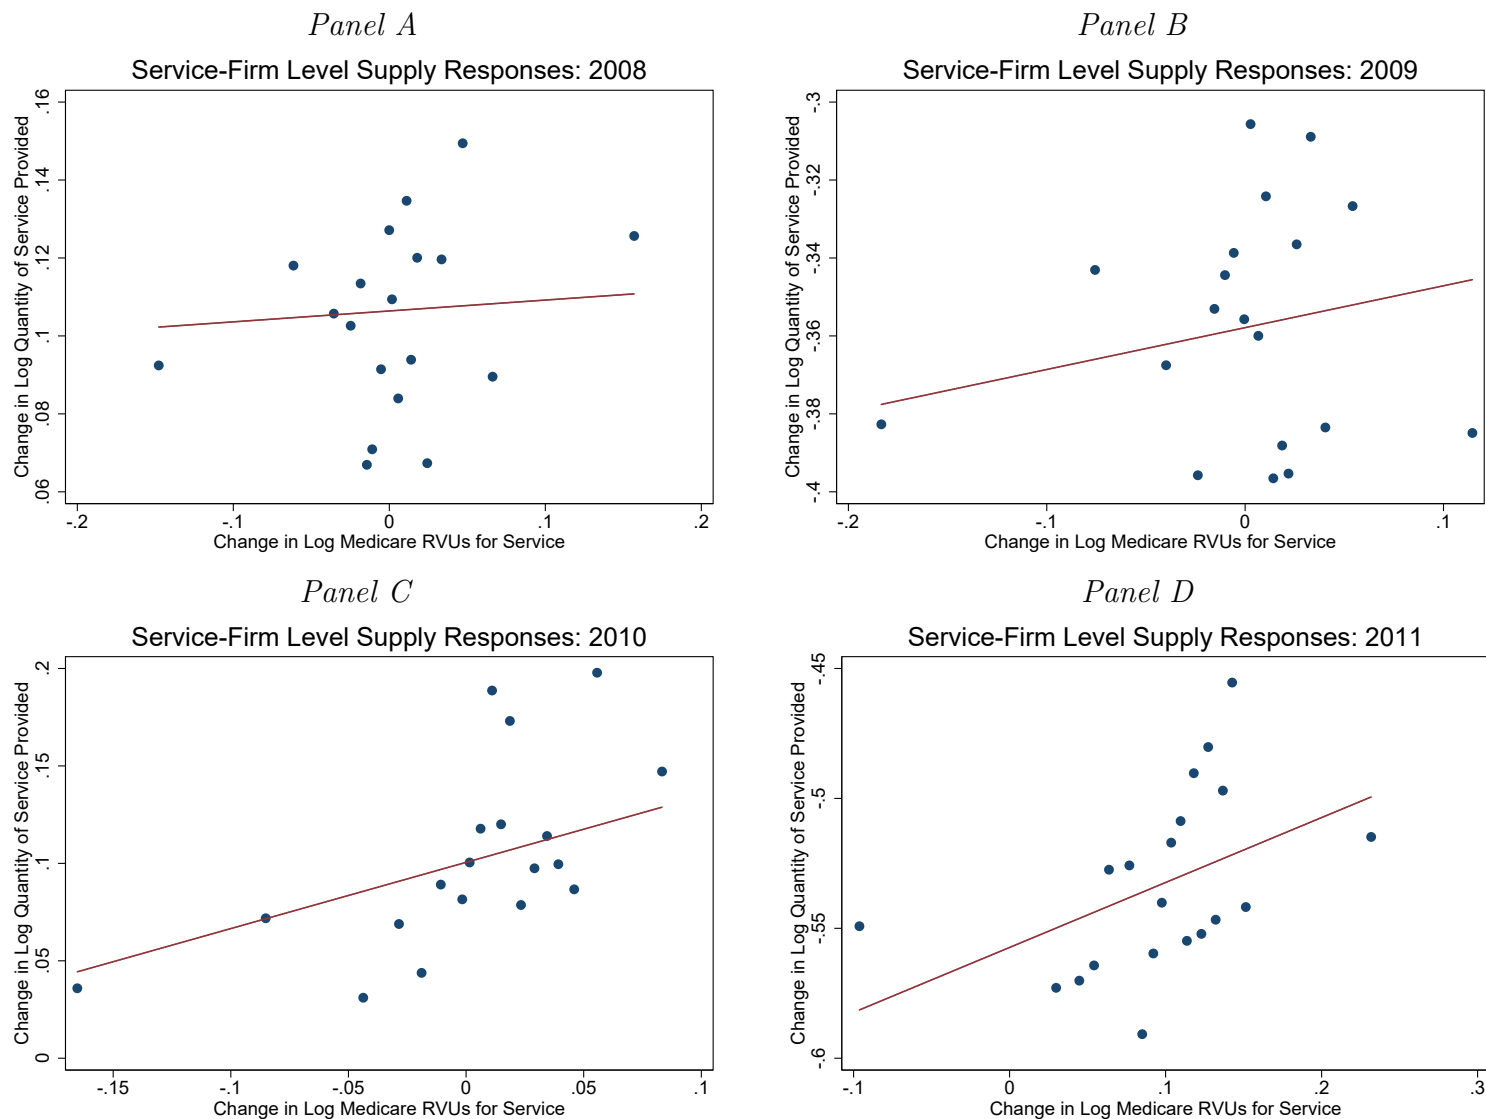 Panel A
Service-Firm Level Supply Responses: 2008
Change in Log Quantity of Service Provided
.16
.14
.12
.1
.08
.06
-.2
-.1
0
.1
.2
Change in Log Medicare RVUs for Service
Panel B
Service-Firm Level Supply Responses: 2009
Change in Log Quantity of Service Provided
-.3
-.32
-.34
-.36
-.38
-.4
-.2
-.1
0
.1
Change in Log Medicare RVUs for Service
Panel C
Service-Firm Level Supply Responses: 2010
Change in Log Quantity of Service Provided
.2
.15
.1
.05
0
-.15
-.1
-.05
0
.05
.1
Change in Log Medicare RVUs for Service
Panel D
Service-Firm Level Supply Responses: 2011
Change in Log Quantity of Service Provided
-.45
-.5
-.55
-.6
-.1
0
.1
.2
.3
Change in Log Medicare RVUs for Service